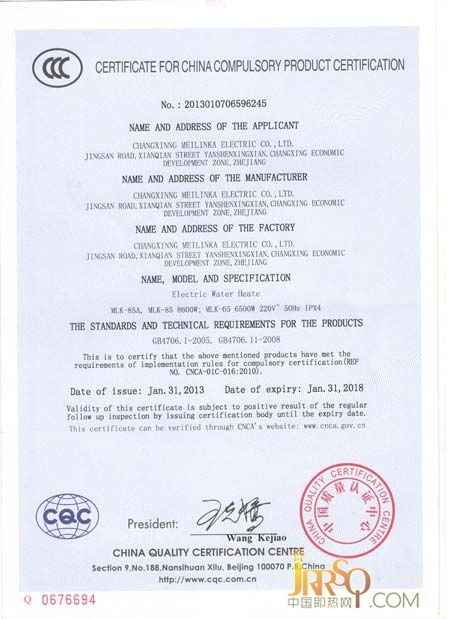 CCC
CERTIFICATE FOR CHINA COMPULSORY PRODUCT CERTIFICATION
No.: 2013010706596245
NAME AND ADDRESS OF THE APPLICANT
CHANGXINNG MEILINKA ELECTRIC CO.,LTD.
JINGSAN ROAD, XIANQIAN STREET YANSHENXINGXIAN, CHANGXING ECONOMIC
DEVELOPMENT ZONE, ZHEJIANG
NAME AND ADDRESS OF THE MANUFACTURER
CHANGXINNG MEILINKA ELECTRIC CO.,LTD.
JINGSAN ROAD, XIANQIAN STREET YANSHENXINGXIAN, CHANGXING ECONOMIC
DEVELOPMENT ZONE, ZHEJIANG
NAME AND ADDRESS OF THE FACTORY
CHANGXINNG MEILINKA ELECTRIC CO.,LTD.
JINGSAN ROAD, XIANQIAN STREET YANSHENXINGXIAN, CHANGXING ECONOMIC
DEVELOPMENT ZONE, ZHEJIANG
NAME, MODEL AND SPECIFICATION
Electric Water Heate
MLK-85A, MLK-85 8600W; MLK-65 6500W 220V~ 50Hz IPX4
THE STANDARDS AND TECHNICAL REQUIREMENTS FOR THE PRODUCTS
GB4706.1-2005, GB4706.11-2008
This is to certify that the above mentioned products have met the
requirements of implementation rules for compulsory certification(REF
NO. CNCA-01C-016:2010).
Date of issue: Jan.31,2013 Date of expiry: Jan.31,2018
Validity of this certificate is subject to positive result of the regular
follow up inspection by issuing certification body until the expiry date.
This certificate can be verified through CNCA's website: www.cnca.gov.cn
CHINA QUALITY CERTIFICATION CENTRE
中国质量认证中心
CQC
President:
Wang Kejiao
CHINA QUALITY CERTIFICATION CENTRE
Section 9,No.188,Nansihuan Xilu, Beijing 100070 P.R.China
http://www.cqc.com.cn
Q 0676694
JRRSQ.COM
中国即热网